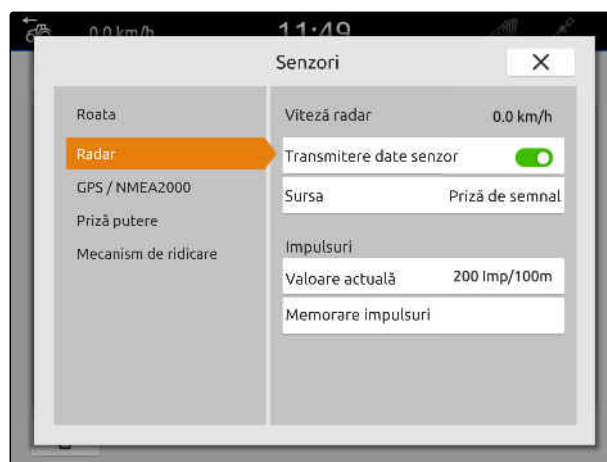 0.0 km/h 11:49
Senzori
Roata
Radar
GPS / NMEA2000
Priză putere
Mecanism de ridicare
Viteză radar 0.0 km/h
Transmitere date senzor
Sursa Priză de semnal
Impulsuri
Valoare actuală 200 Imp/100m
Memorare impulsuri